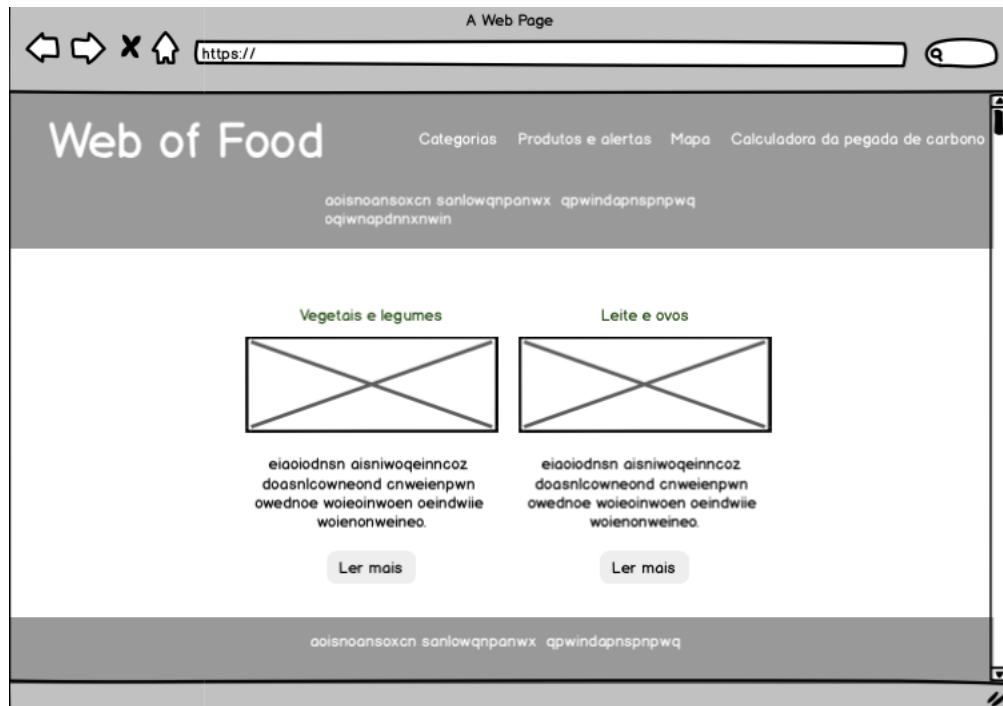 A Web Page
https://
Web of Food
Categorias Produtos e alertas Mapa Calculadora da pegada de carbono
aoisnoansoxcn sanlowqnpanwx qpwindapnspnpwq
oqiwnapdnnxnwin
Vegetais e legumes
Leite e ovos
eiaoiodnsn aisniwoqeinncoz
doasnlcowneond cnweienpwn
owednoe woieoinwoen oeindwiie
woienonweineo.
eiaoiodnsn aisniwoqeinncoz
doasnlcowneond cnweienpwn
owednoe woieoinwoen oeindwiie
woienonweineo.
Ler mais
Ler mais
aoisnoansoxcn sanlowqnpanwx qpwindapnspnpwq